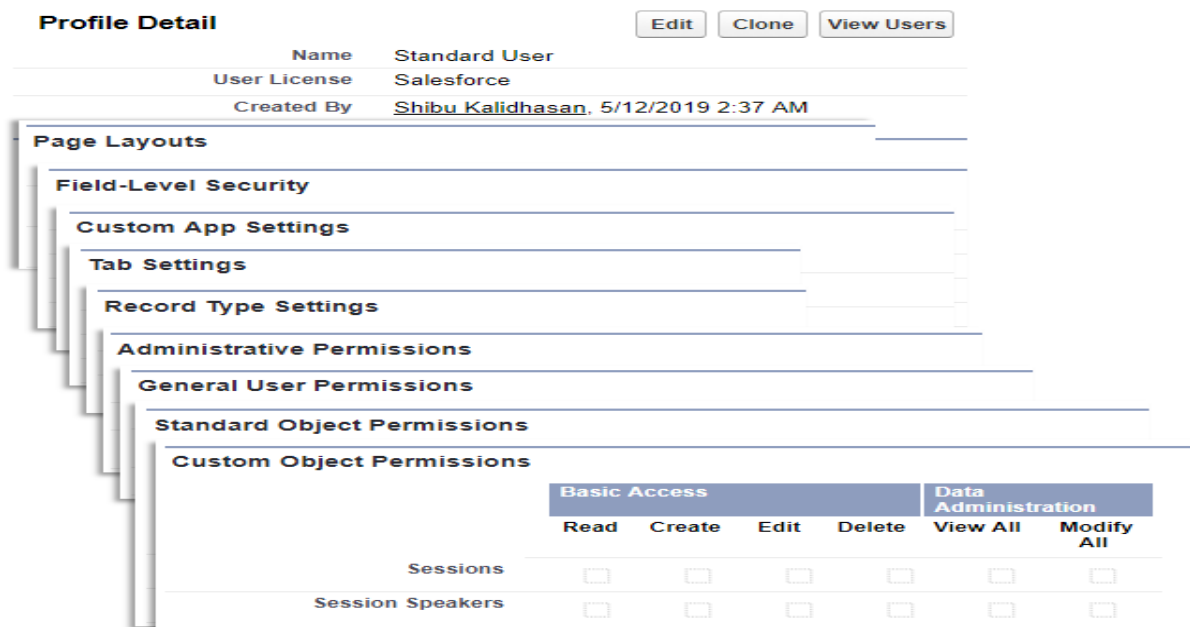 Profile Detail Edit Clone View Users
Name Standard User
User License Salesforce
Created By Shibu Kalidhasan, 5/12/2019 2:37 AM
Page Layouts
Field-Level Security
Custom App Settings
Tab Settings
Record Type Settings
Administrative Permissions
General User Permissions
Standard Object Permissions
Custom Object Permissions
Basic Access Data Administration
Read Create Edit Delete View All Modify All
Sessions
Session Speakers